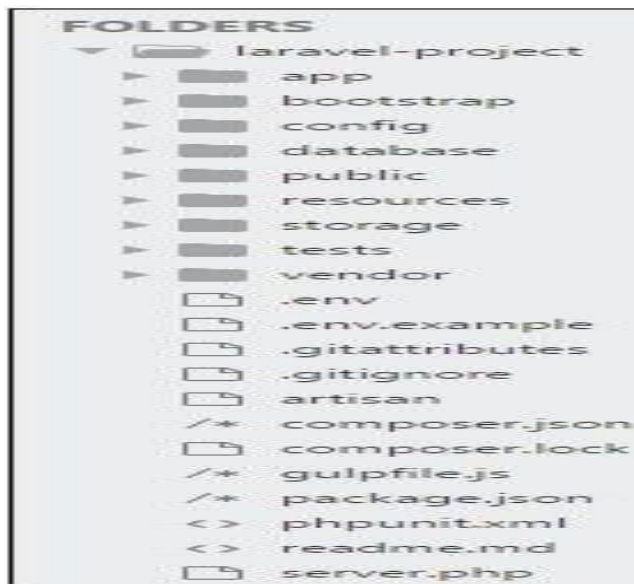 FOLDERS
laravel-project
app
bootstrap
config
database
public
resources
storage
tests
vendor
.env
.env.example
.gitattributes
.gitignore
artisan
/* composer.json
composer.lock
/* gulpfile.js
/* package.json
<> phpunit.xml
<> readme.md
server.php